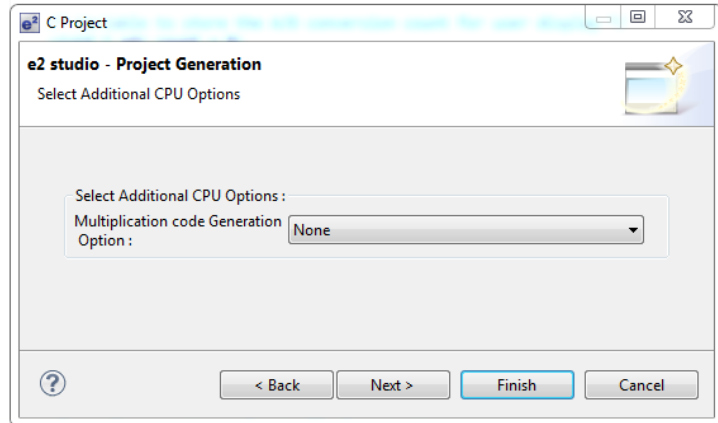 e² C Project
e2 studio - Project Generation
Select Additional CPU Options
Select Additional CPU Options :
Multiplication code Generation
Option :
None
?
< Back
Next >
Finish
Cancel